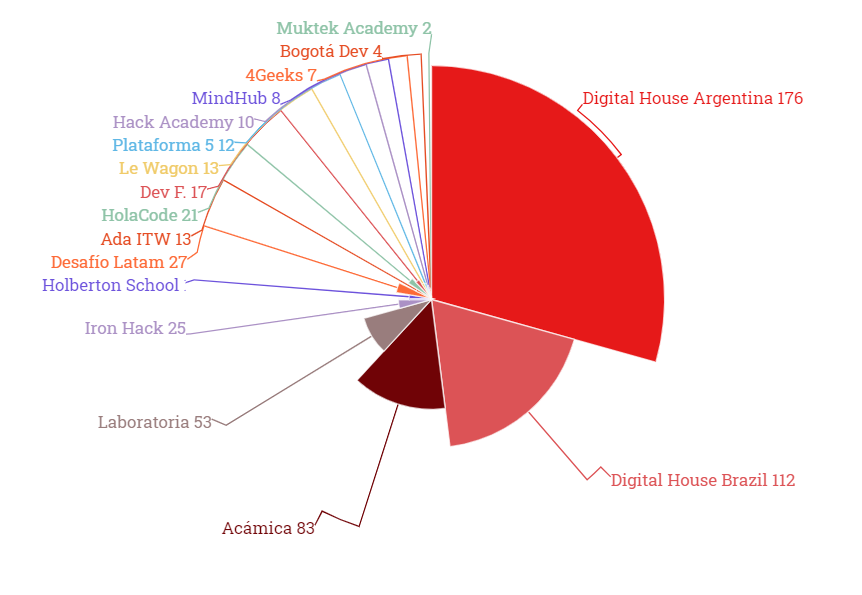 Muktek Academy 2
Bogotá Dev 4
4Geeks 7
MindHub 8
Digital House Argentina 176
Hack Academy 10
Plataforma 5 12
Le Wagon 13
Dev F. 17
HolaCode 21
Ada ITW 13
Desafío Latam 27
Holberton School
Iron Hack 25
Laboratoria 53
Digital House Brazil 112
Acámica 83